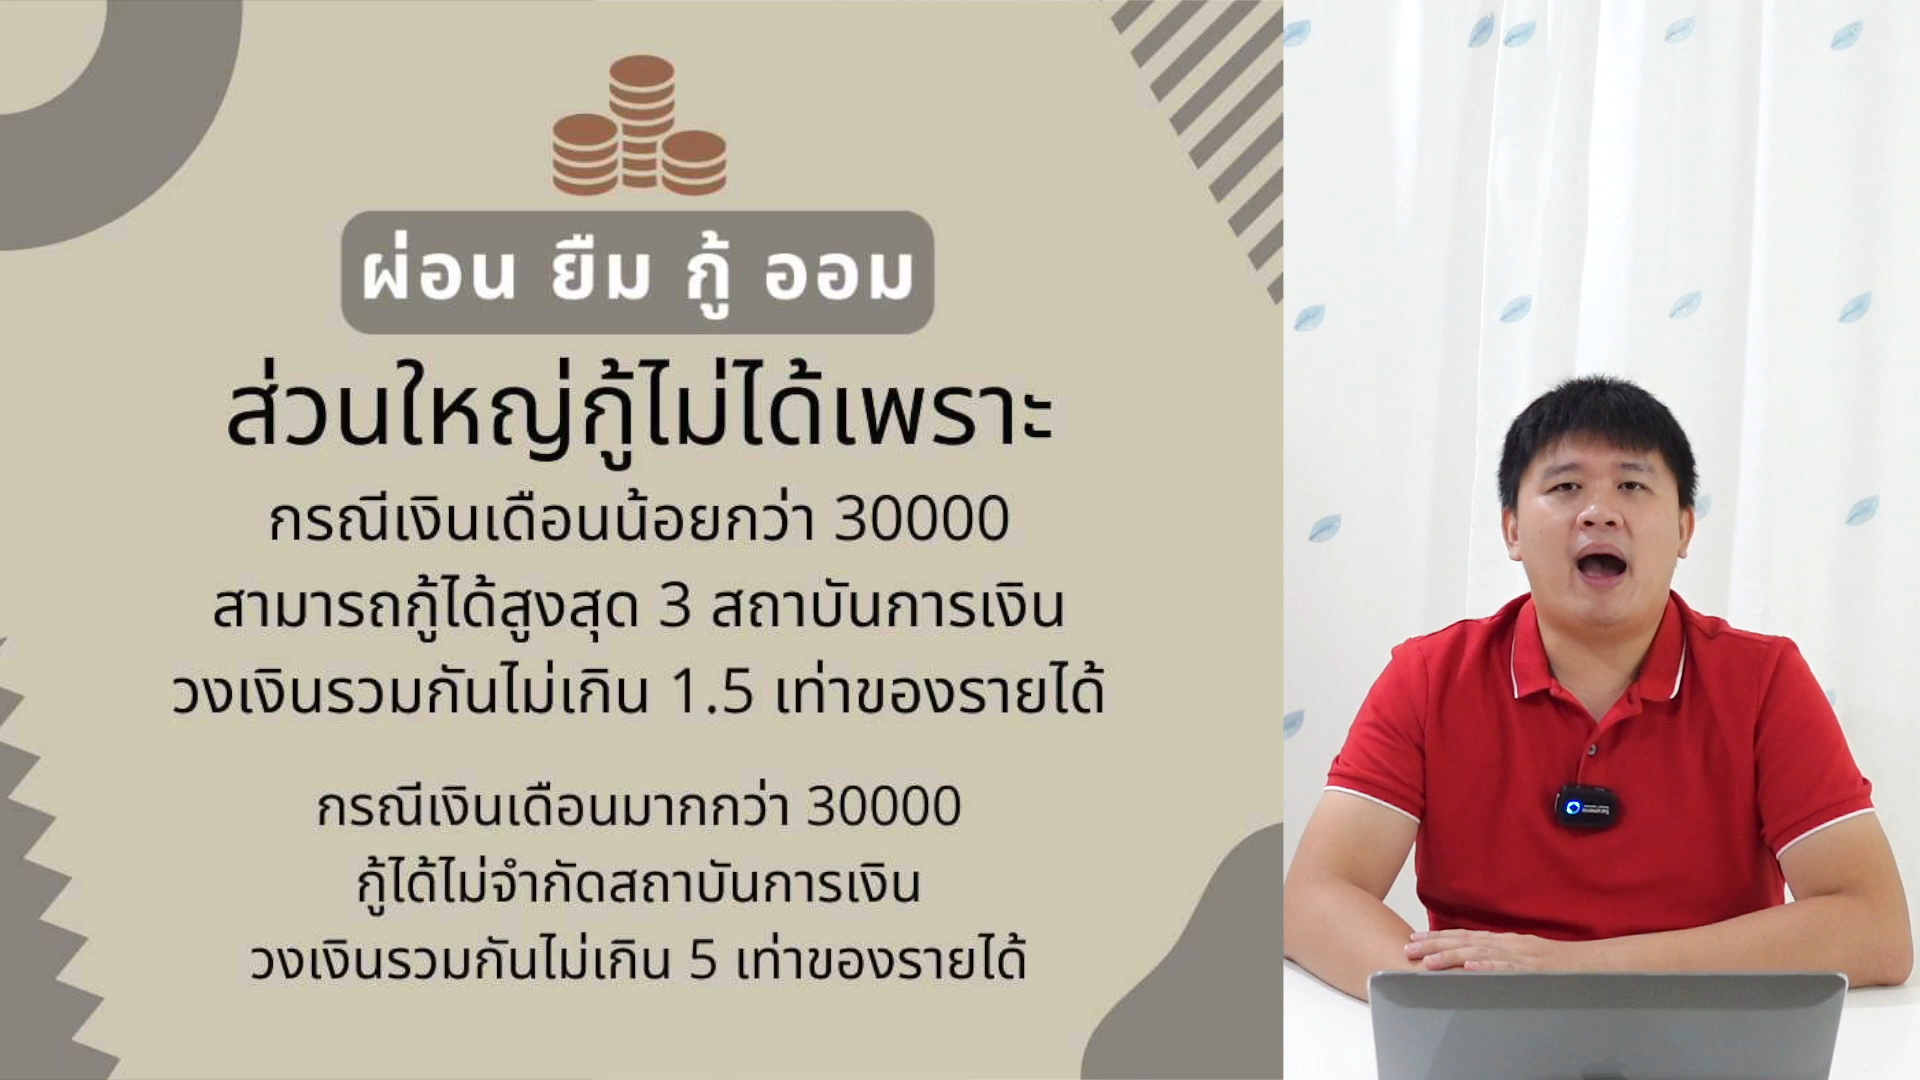 ผ่อน ยืม กู้ ออม
ส่วนใหญ่กู้ไม่ได้เพราะ
กรณีเงินเดือนน้อยกว่า 30000
สามารถกู้ได้สูงสุด 3 สถาบันการเงิน
วงเงินรวมกันไม่เกิน 1.5 เท่าของรายได้
กรณีเงินเดือนมากกว่า 30000
กู้ได้ไม่จำกัดสถาบันการเงิน
วงเงินรวมกันไม่เกิน 5 เท่าของรายได้